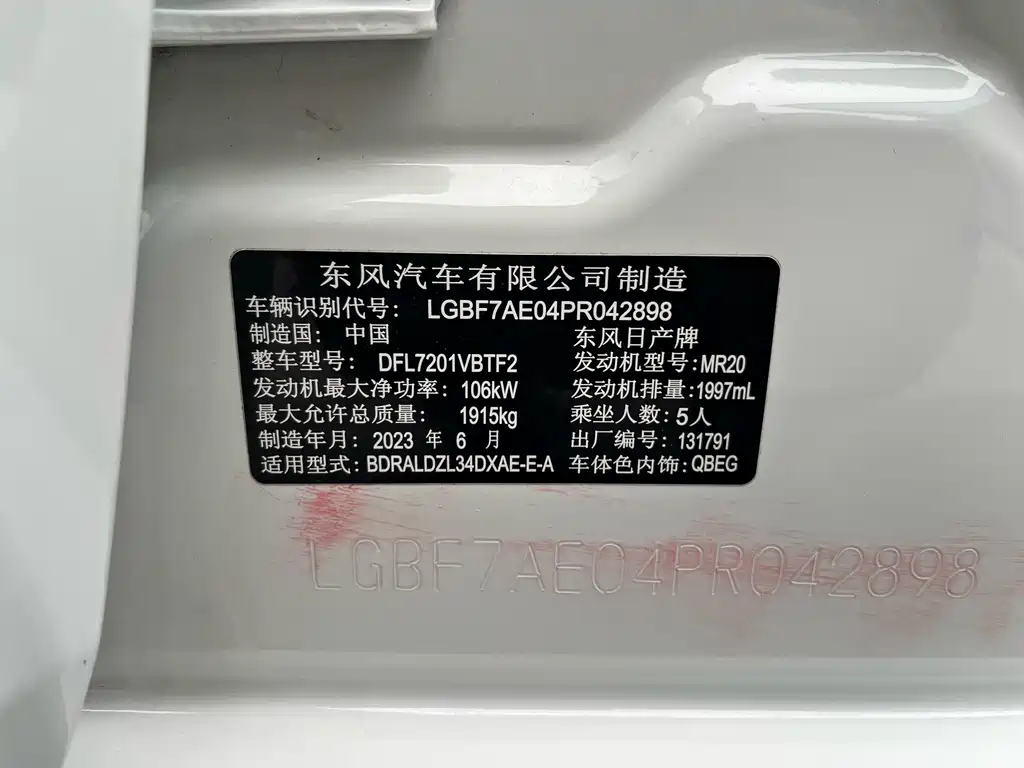 东风汽车有限公司制造
车辆识别代号: LGBF7AE04PR042898
制造国: 中国 东风日产牌
整车型号: DFL7201VBTF2 发动机型号:MR20
发动机最大净功率: 106kW 发动机排量:1997mL
最大允许总质量: 1915kg 乘坐人数: 5人
制造年月: 2023 年 6 月 出厂编号: 131791
适用型式: BDRALDZL34DXAE-E-A 车体色内饰:QBEG
LGBF7AE04PR042898